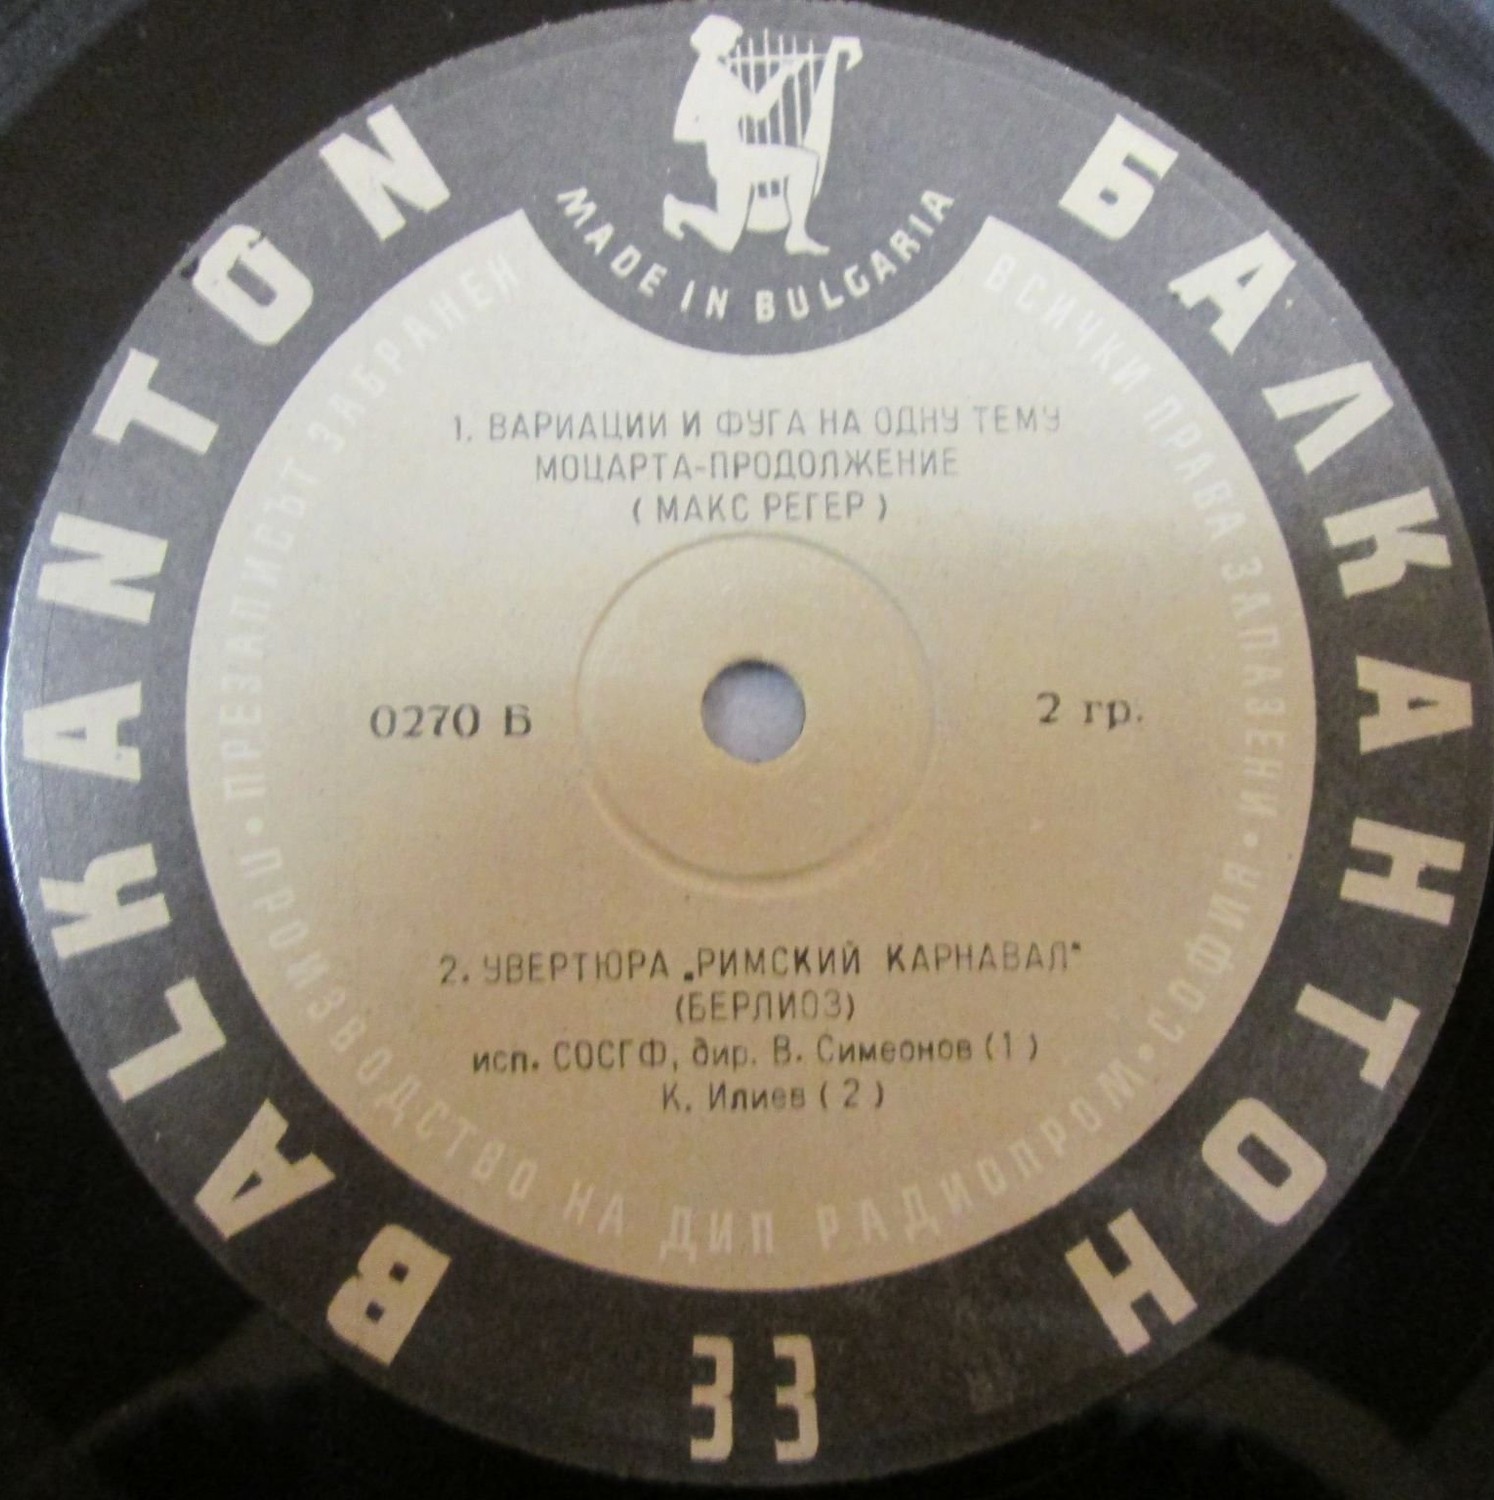 BALKANTON
БАЛКАНТОН
MADE IN BULGARIA
ВСИЧКИ ПРАВА ЗАПАЗЕНИ • СОФИЯ • ПРОИЗВОДСТВО НА ДИП РАДИОПРОМ • ПРЕЗАПИСЪТ ЗАБРАНЕН
1. ВАРИАЦИИ И ФУГА НА ОДНУ ТЕМУ
МОЦАРТА-ПРОДОЛЖЕНИЕ
( МАКС РЕГЕР )
0270 Б
2 гр.
2. УВЕРТЮРА „РИМСКИЙ КАРНАВАЛ"
(БЕРЛИОЗ)
исп. СОСГФ, дир. В. Симеонов ( 1 )
К. Илиев ( 2 )
33